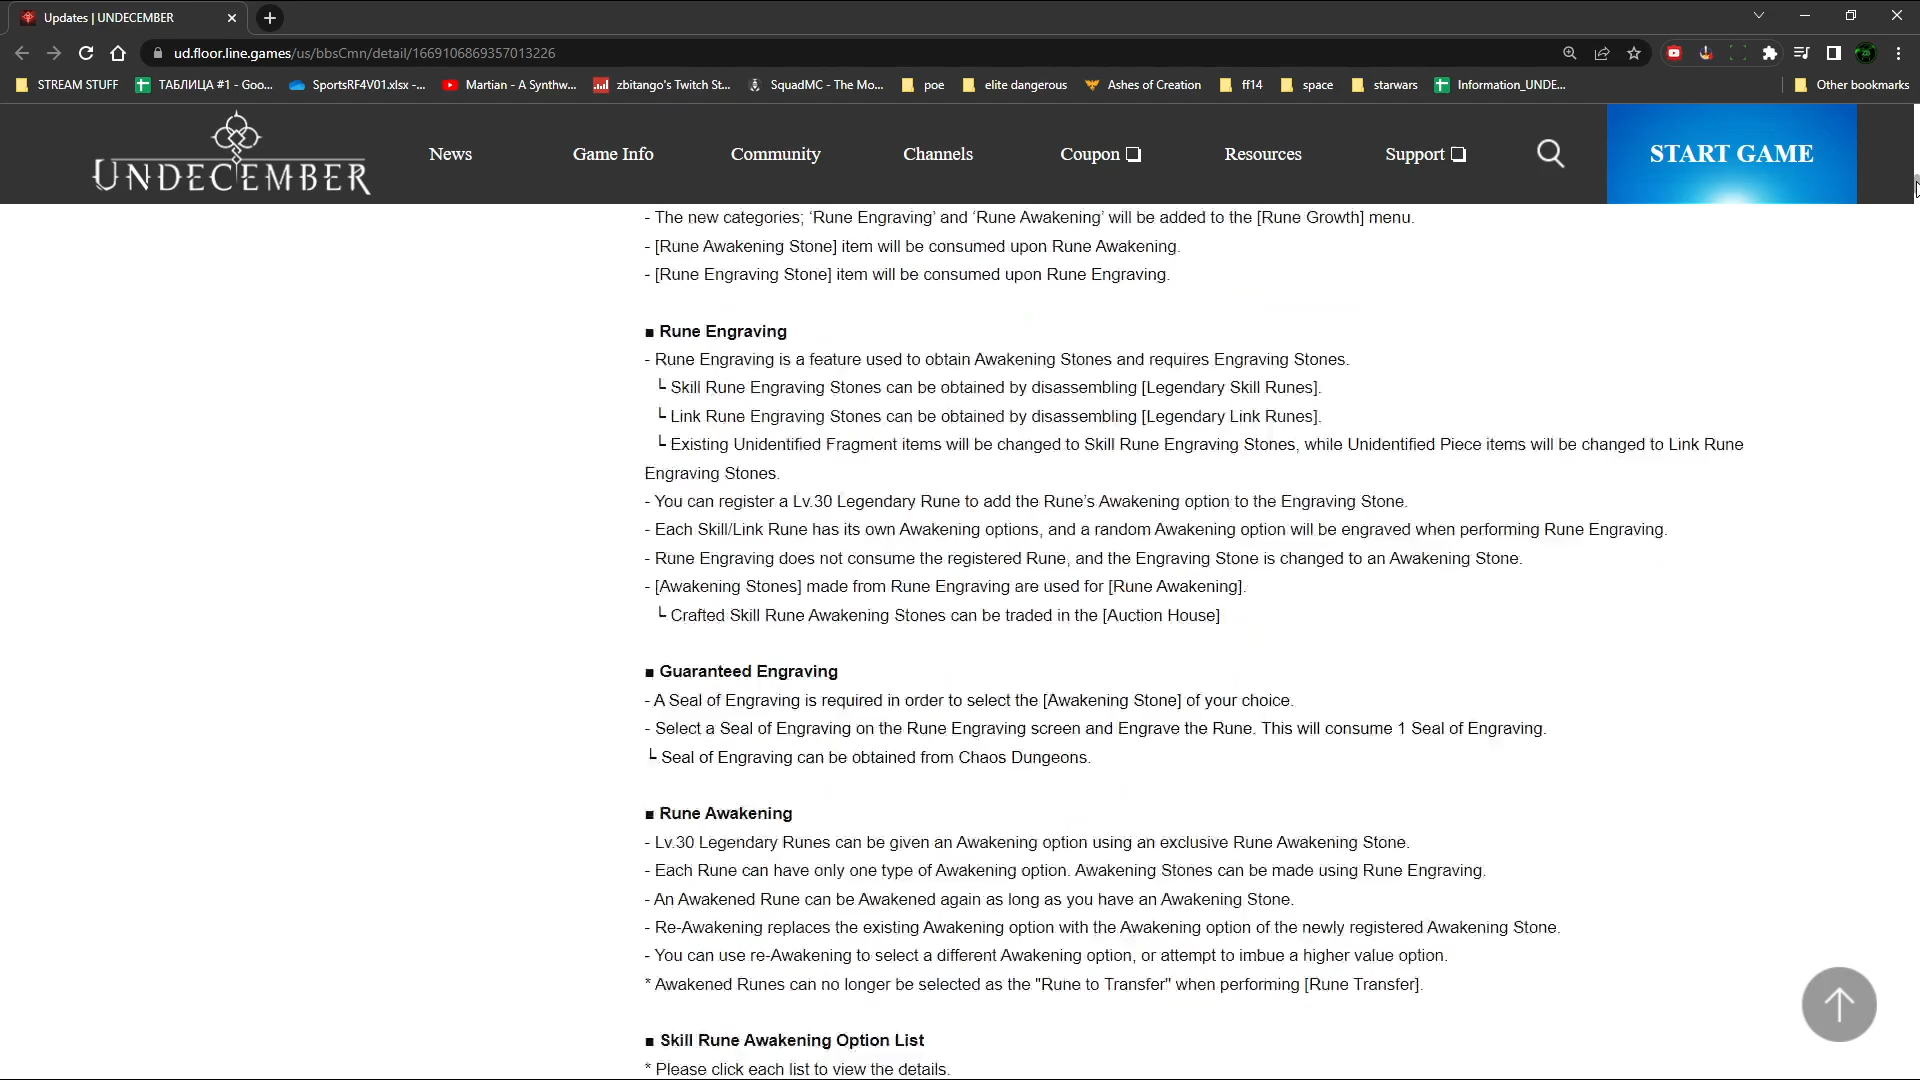 Updates | UNDECEMBER
ud.floor.line.games/us/bbsCmn/detail/1669106869357013226
STREAM STUFF
ТАБЛИЦА #1 - Goo...
SportsRF4V01.xlsx -...
Martian - A Synthw...
zbitango's Twitch St...
SquadMC - The Mo...
poe
elite dangerous
Ashes of Creation
ff14
space
starwars
Information_UNDE...
Other bookmarks
UNDECEMBER
News
Game Info
Community
Channels
Coupon
Resources
Support
START GAME
- The new categories; ‘Rune Engraving’ and ‘Rune Awakening’ will be added to the [Rune Growth] menu.
- [Rune Awakening Stone] item will be consumed upon Rune Awakening.
- [Rune Engraving Stone] item will be consumed upon Rune Engraving.
■ Rune Engraving
- Rune Engraving is a feature used to obtain Awakening Stones and requires Engraving Stones.
└ Skill Rune Engraving Stones can be obtained by disassembling [Legendary Skill Runes].
└ Link Rune Engraving Stones can be obtained by disassembling [Legendary Link Runes].
└ Existing Unidentified Fragment items will be changed to Skill Rune Engraving Stones, while Unidentified Piece items will be changed to Link Rune
Engraving Stones.
- You can register a Lv.30 Legendary Rune to add the Rune’s Awakening option to the Engraving Stone.
- Each Skill/Link Rune has its own Awakening options, and a random Awakening option will be engraved when performing Rune Engraving.
- Rune Engraving does not consume the registered Rune, and the Engraving Stone is changed to an Awakening Stone.
- [Awakening Stones] made from Rune Engraving are used for [Rune Awakening].
└ Crafted Skill Rune Awakening Stones can be traded in the [Auction House]
■ Guaranteed Engraving
- A Seal of Engraving is required in order to select the [Awakening Stone] of your choice.
- Select a Seal of Engraving on the Rune Engraving screen and Engrave the Rune. This will consume 1 Seal of Engraving.
└ Seal of Engraving can be obtained from Chaos Dungeons.
■ Rune Awakening
- Lv.30 Legendary Runes can be given an Awakening option using an exclusive Rune Awakening Stone.
- Each Rune can have only one type of Awakening option. Awakening Stones can be made using Rune Engraving.
- An Awakened Rune can be Awakened again as long as you have an Awakening Stone.
- Re-Awakening replaces the existing Awakening option with the Awakening option of the newly registered Awakening Stone.
- You can use re-Awakening to select a different Awakening option, or attempt to imbue a higher value option.
* Awakened Runes can no longer be selected as the "Rune to Transfer" when performing [Rune Transfer].
■ Skill Rune Awakening Option List
* Please click each list to view the details.